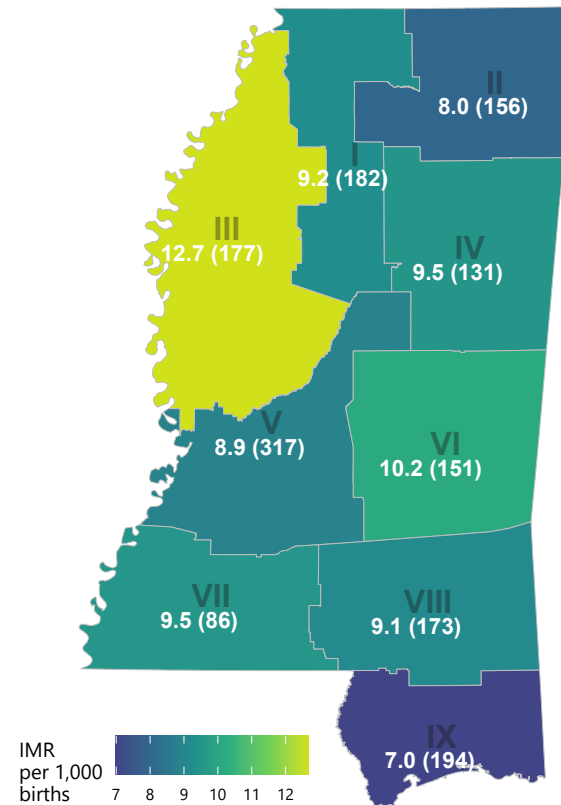 II
8.0 (156)
I
9.2 (182)
III
12.7 (177)
IV
9.5 (131)
V
8.9 (317)
VI
10.2 (151)
VII
9.5 (86)
VIII
9.1 (173)
IX
7.0 (194)
IMR
per 1,000
births
7 8 9 10 11 12